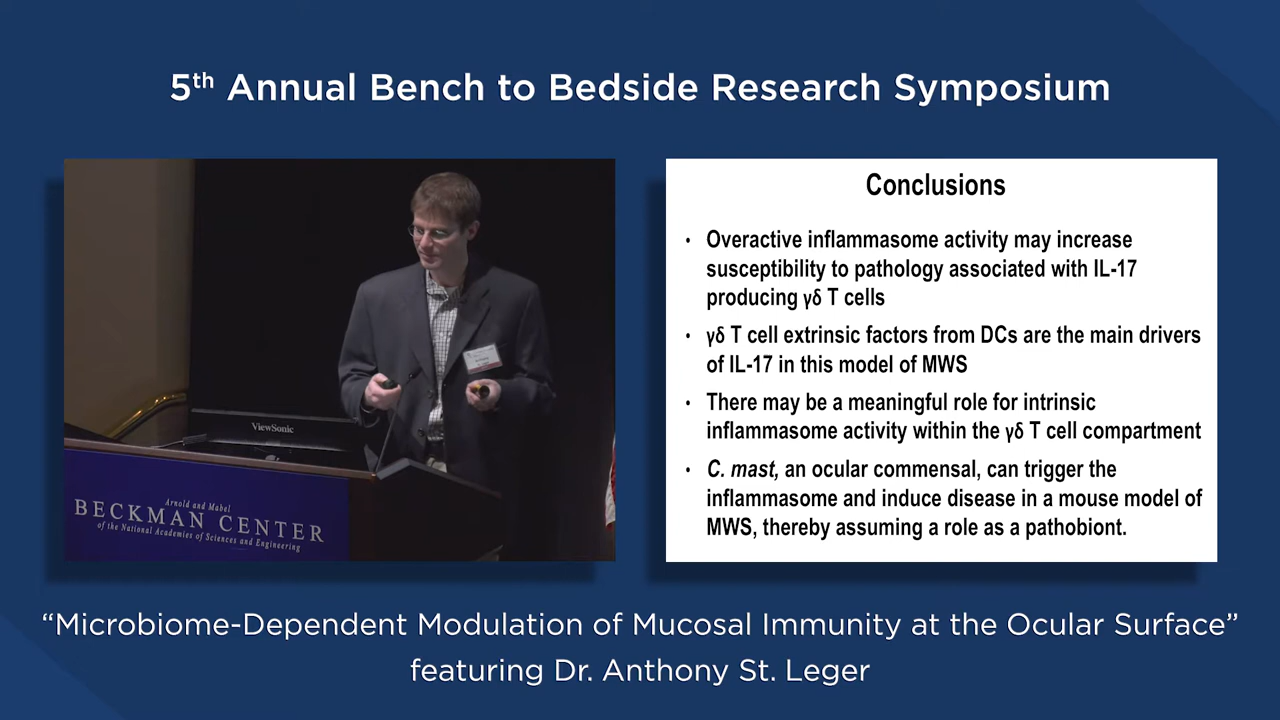 5th Annual Bench to Bedside Research Symposium
ViewSonic
Arnold and Mabel
BECKMAN CENTER
of the National Academies of Sciences and Engineering
Conclusions
• Overactive inflammasome activity may increase
susceptibility to pathology associated with IL-17
producing γδ T cells
• γδ T cell extrinsic factors from DCs are the main drivers
of IL-17 in this model of MWS
• There may be a meaningful role for intrinsic
inflammasome activity within the γδ T cell compartment
• C. mast, an ocular commensal, can trigger the
inflammasome and induce disease in a mouse model of
MWS, thereby assuming a role as a pathobiont.
“Microbiome-Dependent Modulation of Mucosal Immunity at the Ocular Surface”
featuring Dr. Anthony St. Leger